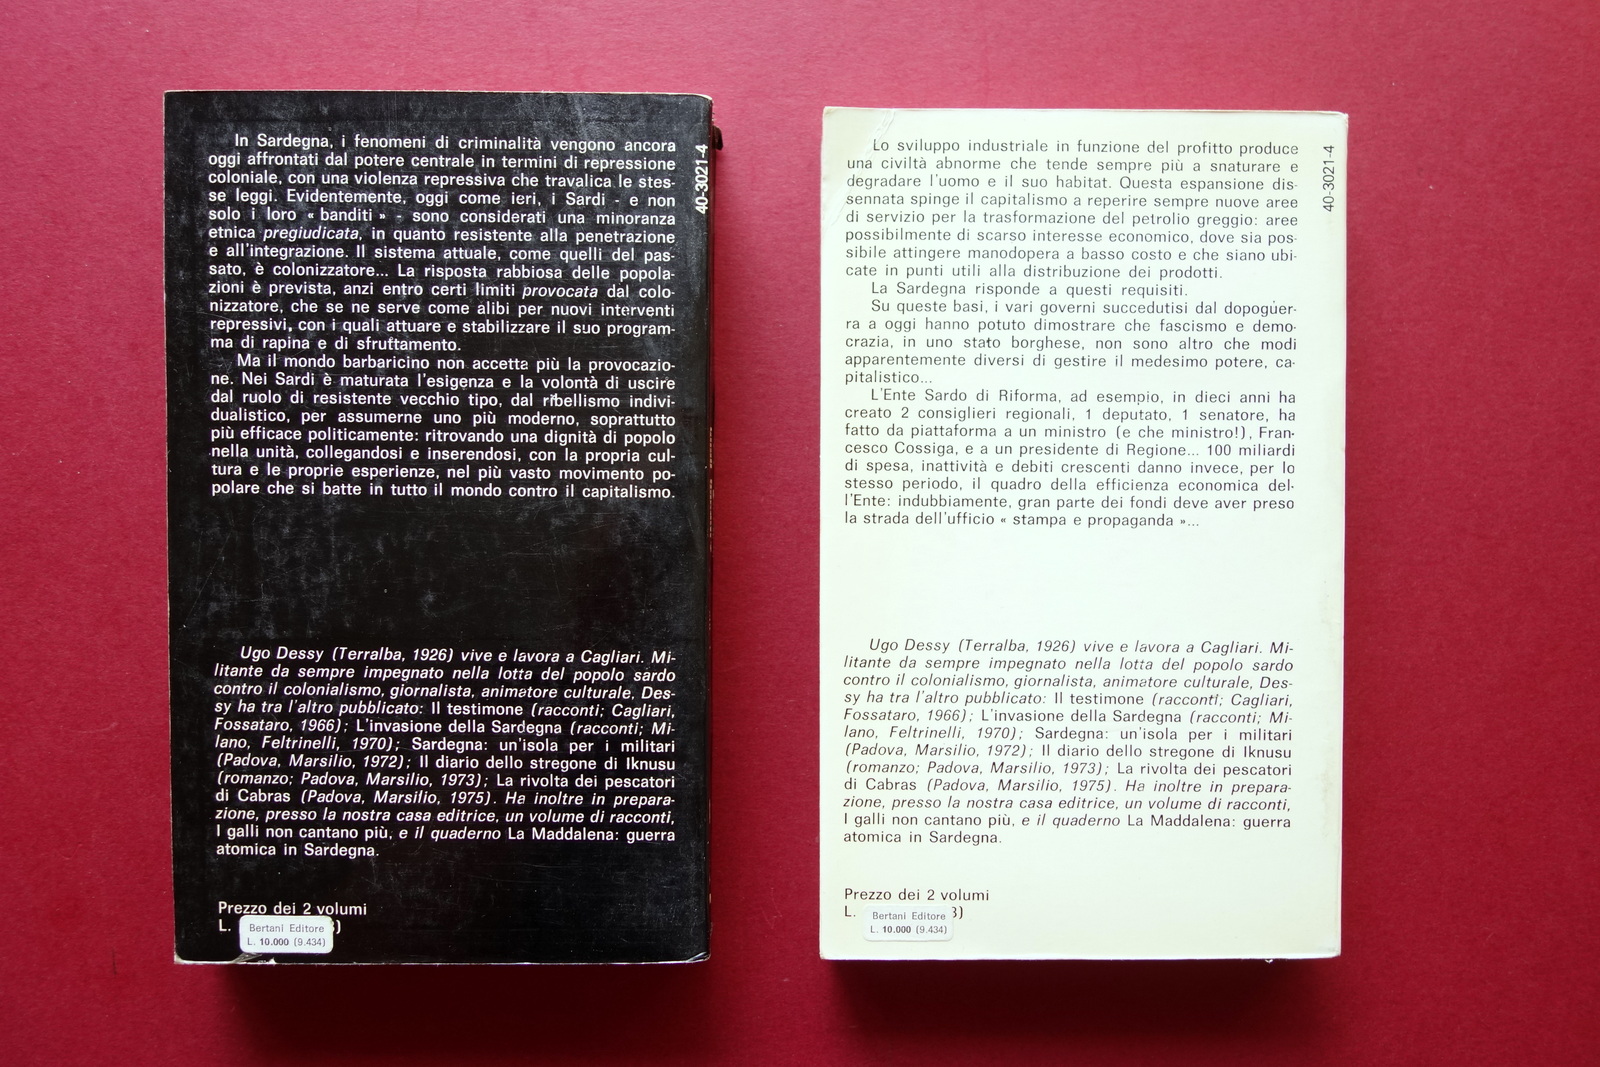 In Sardegna, i fenomeni di criminalità vengono ancora
oggi affrontati dal potere centrale in termini di repressione
coloniale, con una violenza repressiva che travalica le stes-
se leggi. Evidentemente, oggi come ieri, i Sardi - e non
solo i loro « banditi » - sono considerati una minoranza
etnica pregiudicata, in quanto resistente alla penetrazione
e all'integrazione. Il sistema attuale, come quelli del pas-
sato, è colonizzatore... La risposta rabbiosa delle popola-
zioni è prevista, anzi entro certi limiti provocata dal colo-
nizzatore, che se ne serve come alibi per nuovi interventi
repressivi, con i quali attuare e stabilizzare il suo program-
ma di rapina e di sfruttamento.
Ma il mondo barbaricino non accetta più la provocazio-
ne. Nei Sardi è maturata l'esigenza e la volontà di uscire
dal ruolo di resistente vecchio tipo, dal ribellismo indivi-
dualistico, per assumerne uno più moderno, soprattutto
più efficace politicamente: ritrovando una dignità di popolo
nella unità, collegandosi e inserendosi, con la propria cul-
tura e le proprie esperienze, nel più vasto movimento po-
polare che si batte in tutto il mondo contro il capitalismo.
Ugo Dessy (Terralba, 1926) vive e lavora a Cagliari. Mi-
litante da sempre impegnato nella lotta del popolo sardo
contro il colonialismo, giornalista, animatore culturale, Des-
sy ha tra l'altro pubblicato: Il testimone (racconti; Cagliari,
Fossataro, 1966); L'invasione della Sardegna (racconti; Mi-
lano, Feltrinelli, 1970); Sardegna: un'isola per i militari
(Padova, Marsilio, 1972); Il diario dello stregone di Iknusu
(romanzo; Padova, Marsilio, 1973); La rivolta dei pescatori
di Cabras (Padova, Marsilio, 1975). Ha inoltre in prepara-
zione, presso la nostra casa editrice, un volume di racconti,
I galli non cantano più, e il quaderno La Maddalena: guerra
atomica in Sardegna.
Prezzo dei 2 volumi
L.
Bertani Editore
L. 10.000 (9.434)
40-3021-4
Lo sviluppo industriale in funzione del profitto produce
una civiltà abnorme che tende sempre più a snaturare e
degradare l'uomo e il suo habitat. Questa espansione dis-
sennata spinge il capitalismo a reperire sempre nuove aree
di servizio per la trasformazione del petrolio greggio: aree
possibilmente di scarso interesse economico, dove sia pos-
sibile attingere manodopera a basso costo e che siano ubi-
cate in punti utili alla distribuzione dei prodotti.
La Sardegna risponde a questi requisiti.
Su queste basi, i vari governi succedutisi dal dopoguer-
ra a oggi hanno potuto dimostrare che fascismo e demo-
crazia, in uno stato borghese, non sono altro che modi
apparentemente diversi di gestire il medesimo potere, ca-
pitalistico...
L'Ente Sardo di Riforma, ad esempio, in dieci anni ha
creato 2 consiglieri regionali, 1 deputato, 1 senatore, ha
fatto da piattaforma a un ministro (e che ministro!), Fran-
cesco Cossiga, e a un presidente di Regione... 100 miliardi
di spesa, inattività e debiti crescenti danno invece, per lo
stesso periodo, il quadro della efficienza economica del-
l'Ente: indubbiamente, gran parte dei fondi deve aver preso
la strada dell'ufficio « stampa e propaganda »...
Ugo Dessy (Terralba, 1926) vive e lavora a Cagliari. Mi-
litante da sempre impegnato nella lotta del popolo sardo
contro il colonialismo, giornalista, animatore culturale, Des-
sy ha tra l'altro pubblicato: Il testimone (racconti; Cagliari,
Fossataro, 1966); L'invasione della Sardegna (racconti; Mi-
lano, Feltrinelli, 1970); Sardegna: un'isola per i militari
(Padova, Marsilio, 1972); Il diario dello stregone di Iknusu
(romanzo; Padova, Marsilio, 1973); La rivolta dei pescatori
di Cabras (Padova, Marsilio, 1975). Ha inoltre in prepara-
zione, presso la nostra casa editrice, un volume di racconti,
I galli non cantano più, e il quaderno La Maddalena: guerra
atomica in Sardegna.
Prezzo dei 2 volumi
L. 3)
Bertani Editore
L. 10.000 (9.434)
40-3021-4